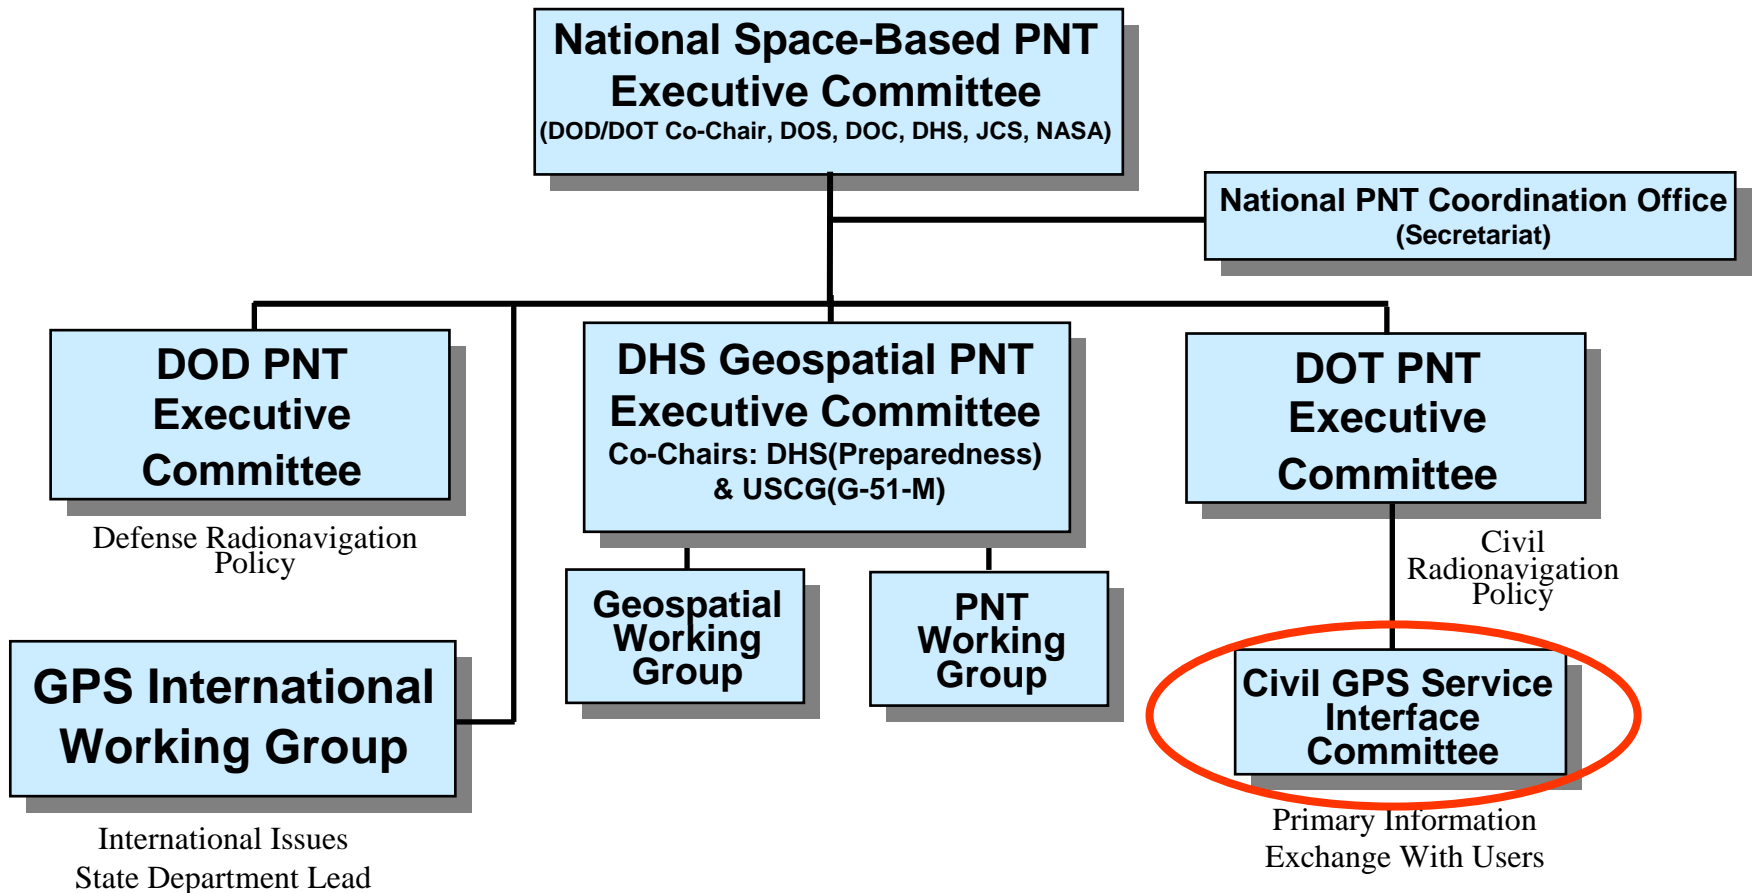 National Space-Based PNT
Executive Committee
(DOD/DOT Co-Chair, DOS, DOC, DHS, JCS, NASA)
National PNT Coordination Office
(Secretariat)
DOD PNT
Executive
Committee
Defense Radionavigation
Policy
DHS Geospatial PNT
Executive Committee
Co-Chairs: DHS(Preparedness)
& USCG(G-51-M)
DOT PNT
Executive
Committee
Civil
Radionavigation
Policy
GPS International
Working Group
International Issues
State Department Lead
Geospatial
Working
Group
PNT
Working
Group
Civil GPS Service
Interface
Committee
Primary Information
Exchange With Users